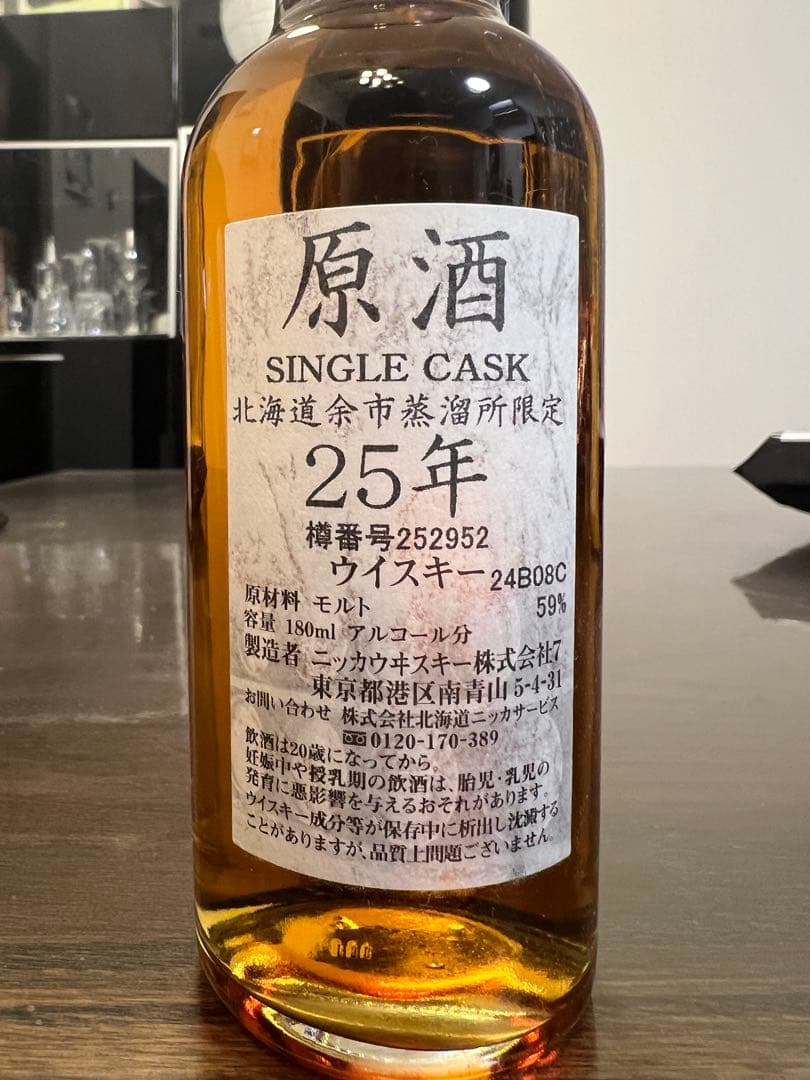 原酒
SINGLE CASK
北海道余市蒸溜所限定
25年
樽番号252952
ウイスキー 24B08C
原材料 モルト 59%
容量 180ml アルコール分
製造者 ニッカウヰスキー株式会社7
東京都港区南青山 5-4-31
お問い合わせ 株式会社北海道ニッカサービス
0120-170-389
飲酒は20歳になってから。
妊娠中や授乳期の飲酒は、胎児・乳児の
発育に悪影響を与えるおそれがあります。
ウイスキー成分等が保存中に析出し沈澱する
ことがありますが、品質上問題ございません。